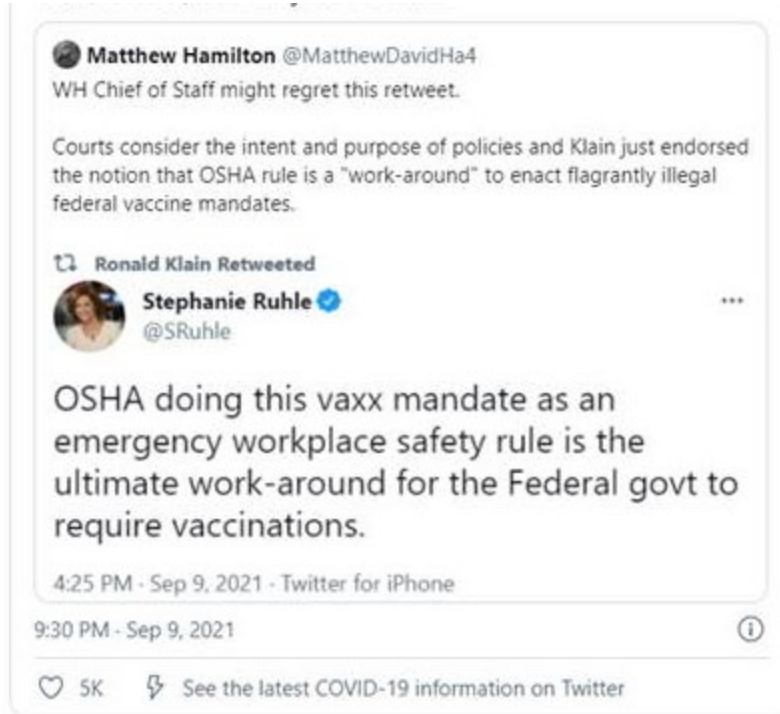 Matthew Hamilton @MatthewDavidHa4
WH Chief of Staff might regret this retweet.
Courts consider the intent and purpose of policies and Klain just endorsed
the notion that OSHA rule is a "work-around" to enact flagrantly illegal
federal vaccine mandates.
Ronald Klain Retweeted
Stephanie Ruhle
@SRuhle
OSHA doing this vaxx mandate as an
emergency workplace safety rule is the
ultimate work-around for the Federal govt to
require vaccinations.
4:25 PM · Sep 9, 2021 · Twitter for iPhone
9:30 PM · Sep 9, 2021
5K See the latest COVID-19 information on Twitter